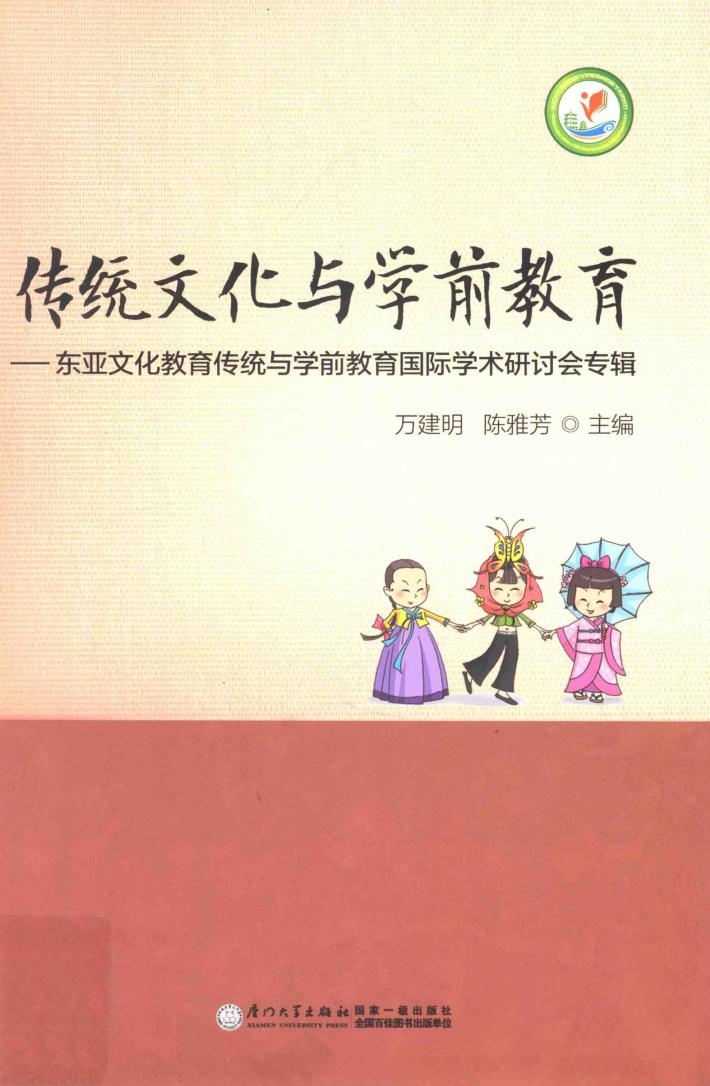 传统文化与学前教育
——东亚文化教育传统与学前教育国际学术研讨会专辑
万建明 陈雅芳 ◎ 主编
厦门大学出版社 国家一级出版社
XIAMEN UNIVERSITY PRESS 全国百佳图书出版单位